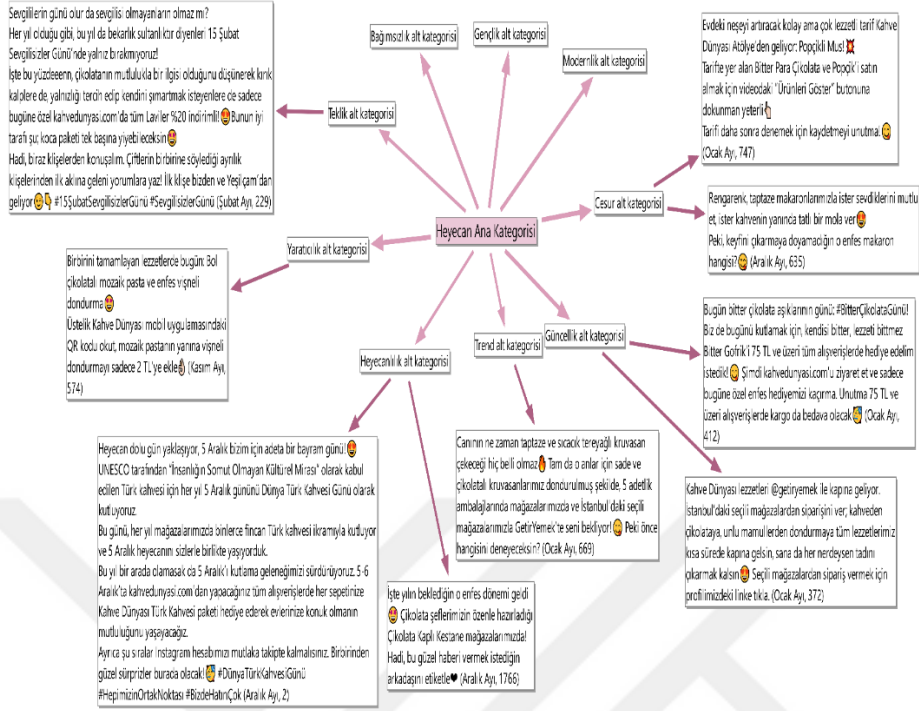 Sevgililerin günü olur da sevgilisi olmayanların olmaz mı?
Her yıl olduğu gibi, bu yıl da bekarlık sultanlıktır diyenleri 15 Şubat
Sevgilisizler Günü'nde yalnız bırakmıyoruz!
İşte bu yüzdeeenn, çikolatanın mutlulukla bir ilgisi olduğunu düşünerek kırık
kalplere de, yalnızlığı tercih edip kendini şımartmak isteyenlere de sadece
bugüne özel kahvedunyasi.com'da tüm Laviler %20 indirimli!😍Bunun iyi
tarafı şu; koca paketi tek başına yiyebileceksin😍
Hadi, biraz klişelerden konuşalım. Çiftlerin birbirine söylediği ayrılık
klişelerinden ilk aklına geleni yorumlara yaz! İlk klişe bizden ve Yeşilçam'dan
geliyor😊👇 #15ŞubatSevgilisizlerGünü #SevgilisizlerGünü (Şubat Ayı, 229)
Bağımsızlık alt kategorisi
Gençlik alt kategorisi
Modernlik alt kategorisi
Teklik alt kategorisi
Evdeki neşeyi artıracak kolay ama çok lezzetli tarif Kahve
Dünyası Atölye'den geliyor: Popçikli Mus! 💥
Tarifte yer alan Bitter Para Çikolata ve Popçik'i satın
almak için videodaki "Ürünleri Göster" butonuna
dokunman yeterli👆
Tarifi daha sonra denemek için kaydetmeyi unutma!😋
(Ocak Ayı, 747)
Cesur alt kategorisi
Heyecan Ana Kategorisi
Rengarenk, taptaze makaronlarımızla ister sevdiklerini mutlu
et, ister kahvenin yanında tatlı bir mola ver😍
Peki, keyfini çıkarmaya doyamadığın o enfes makaron
hangisi?😋 (Aralık Ayı, 635)
Yaratıcılık alt kategorisi
Birbirini tamamlayan lezzetlerde bugün: Bol
çikolatalı mozaik pasta ve enfes vişneli
dondurma😍
Üstelik Kahve Dünyası mobil uygulamasındaki
QR kodu okut, mozaik pastanın yanına vişneli
dondurmayı sadece 2 TL'ye ekle👌 (Kasım Ayı,
574)
Heyecanlılık alt kategorisi
Trend alt kategorisi
Güncellik alt kategorisi
Bugün bitter çikolata aşıklarının günü: #BitterÇikolataGünü!
Biz de bugünü kutlamak için, kendisi bitter, lezzeti bitmez
Bitter Gofrik'i 75 TL ve üzeri tüm alışverişlerde hediye edelim
istedik!😋 Şimdi kahvedunyasi.com'u ziyaret et ve sadece
bugüne özel enfes hediyemizi kaçırma. Unutma 75 TL ve
üzeri alışverişlerde kargo da bedava olacak🥳 (Ocak Ayı,
412)
Heyecan dolu gün yaklaşıyor, 5 Aralık bizim için adeta bir bayram günü!😍
UNESCO tarafından "İnsanlığın Somut Olmayan Kültürel Mirası" olarak kabul
edilen Türk kahvesi için her yıl 5 Aralık gününü Dünya Türk Kahvesi Günü olarak
kutluyoruz.
Bu günü, her yıl mağazalarımızda binlerce fincan Türk kahvesi ikramıyla kutluyor
ve 5 Aralık heyecanını sizlerle birlikte yaşıyorduk.
Bu yıl bir arada olamasak da 5 Aralık'ı kutlama geleneğimizi sürdürüyoruz. 5-6
Aralık'ta kahvedunyasi.com'dan yapacağınız tüm alışverişlerde her sepetinize
Kahve Dünyası Türk Kahvesi paketi hediye ederek evlerinize konuk olmanın
mutluluğunu yaşayacağız.
Ayrıca şu sıralar Instagram hesabımızı mutlaka takipte kalmalısınız. Birbirinden
güzel sürprizler burada olacak!🥳 #DünyaTürkKahvesiGünü
#HepimizinOrtakNoktası #BizdeHatırıÇok (Aralık Ayı, 2)
Canının ne zaman taptaze ve sıcacık tereyağlı kruvasan
çekeceği hiç belli olmaz🔥 Tam da o anlar için sade ve
çikolatalı kruvasanlarımız dondurulmuş şekilde, 5 adetlik
ambalajlarında mağazalarımızda ve İstanbul'daki seçili
mağazalarımızla GetirYemek'te seni bekliyor!😋 Peki önce
hangisini deneyeceksin? (Ocak Ayı, 669)
Kahve Dünyası lezzetleri @getiryemek ile kapına geliyor.
İstanbul'daki seçili mağazalardan siparişini ver; kahveden
çikolataya, unlu mamullerden dondurmaya tüm lezzetlerimiz
kısa sürede kapına gelsin, sana da her nerdeysen tadını
çıkarmak kalsın😍 Seçili mağazalardan sipariş vermek için
profilimizdeki linke tıkla. (Ocak Ayı, 372)
İşte yılın beklediğin o enfes dönemi geldi
😍 Çikolata şeflerimizin özenle hazırladığı
Çikolata Kaplı Kestane mağazalarımızda!
Hadi, bu güzel haberi vermek istediğin
arkadaşını etiketle❤ (Aralık Ayı, 1766)